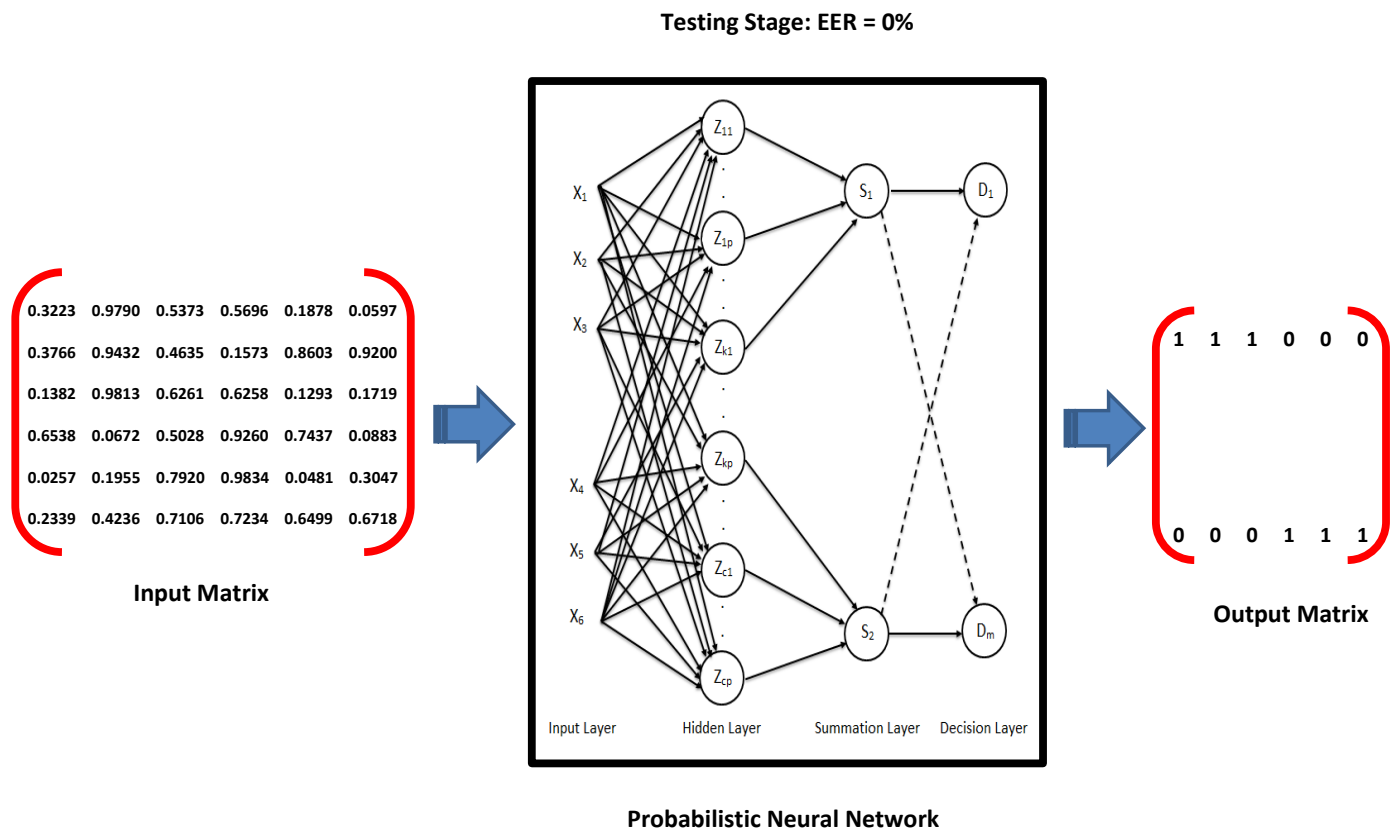 Testing Stage: EER = 0%
0.3223 0.9790 0.5373 0.5696 0.1878 0.0597
0.3766 0.9432 0.4635 0.1573 0.8603 0.9200
0.1382 0.9813 0.6261 0.6258 0.1293 0.1719
0.6538 0.0672 0.5028 0.9260 0.7437 0.0883
0.0257 0.1955 0.7920 0.9834 0.0481 0.3047
0.2339 0.4236 0.7106 0.7234 0.6499 0.6718
Input Matrix
X1
X2
X3
X4
X5
X6
Z11
Z1p
Zk1
Zkp
Zc1
Zcp
S1
S2
D1
Dm
Input Layer Hidden Layer Summation Layer Decision Layer
Probabilistic Neural Network
1 1 1 0 0 0
0 0 0 1 1 1
Output Matrix